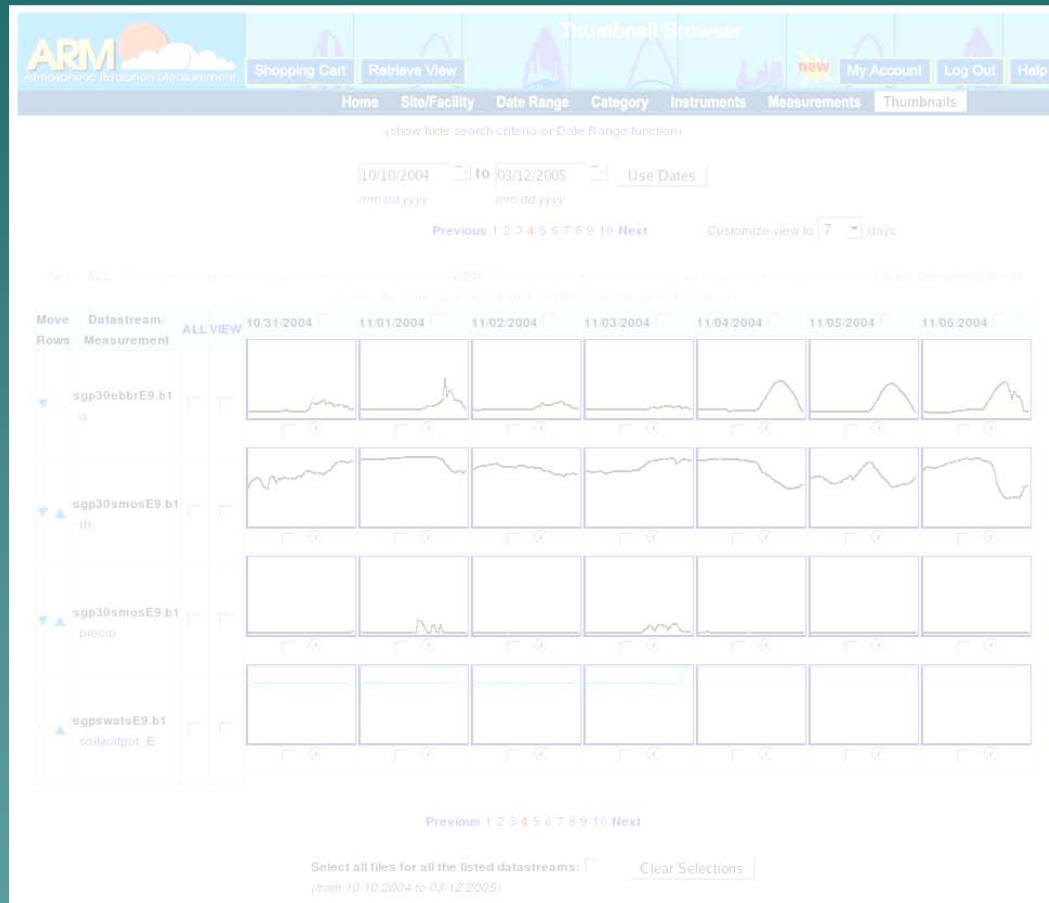 Thumbnail Browser
ARM
Atmospheric Radiation Measurement
Shopping Cart Retrieve View new My Account Log Out Help
Home Site/Facility Date Range Category Instruments Measurements Thumbnails
(show/hide search criteria or Date Range function)
10/10/2004 to 03/12/2005 Use Dates
mm/dd/yyyy mm/dd/yyyy
Previous 1 2 3 4 5 6 7 8 9 10 Next Customize view to 7 days
ALL VIEW
Move Rows Datastream/ Measurement ALL VIEW 10/31/2004 11/01/2004 11/02/2004 11/03/2004 11/04/2004 11/05/2004 11/06/2004
sgp30ebbrE9.b1
q
sgp30smosE9.b1
rh
sgp30smosE9.b1
precip
sgpswatsE9.b1
soilwatpot_E
Previous 1 2 3 4 5 6 7 8 9 10 Next
Select all files for all the listed datastreams: Clear Selections
(from 10/10/2004 to 03/12/2005)